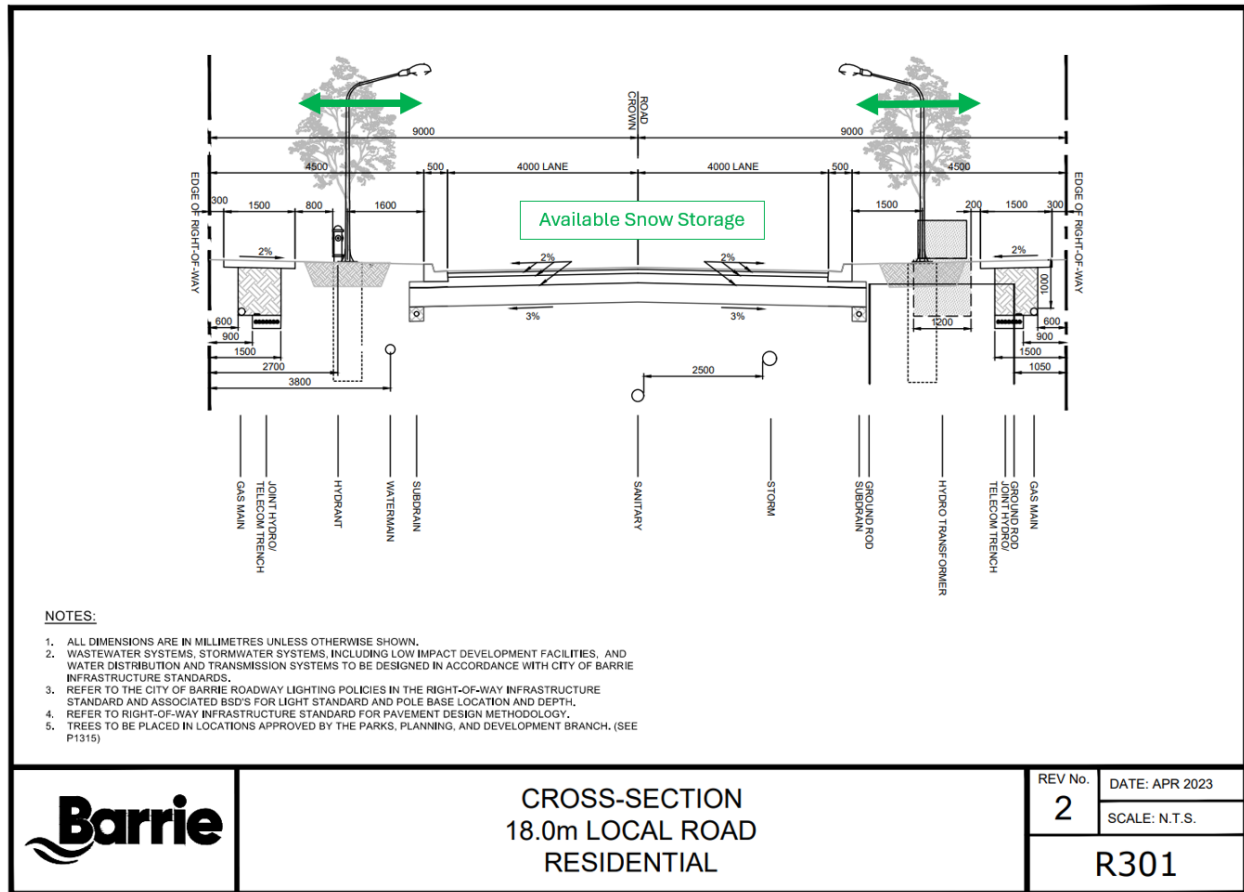 ROAD
CROWN
9000
9000
4500
500
4000 LANE
4000 LANE
500
4500
EDGE OF RIGHT-OF-WAY
300
1500
800
1600
Available Snow Storage
1500
200
1500
300
EDGE OF RIGHT-OF-WAY
2%
2%
2%
2%
3%
3%
1000
600
900
1500
2700
3800
2500
1200
600
900
1500
1050
GAS MAIN
JOINT HYDRO/
TELECOM TRENCH
HYDRANT
WATERMAIN
SUBDRAIN
SANITARY
STORM
GROUND ROD
SUBDRAIN
HYDRO TRANSFORMER
GAS MAIN
GROUND ROD
JOINT HYDRO/
TELECOM TRENCH
NOTES:
1. ALL DIMENSIONS ARE IN MILLIMETRES UNLESS OTHERWISE SHOWN.
2. WASTEWATER SYSTEMS, STORMWATER SYSTEMS, INCLUDING LOW IMPACT DEVELOPMENT FACILITIES, AND
WATER DISTRIBUTION AND TRANSMISSION SYSTEMS TO BE DESIGNED IN ACCORDANCE WITH CITY OF BARRIE
INFRASTRUCTURE STANDARDS.
3. REFER TO THE CITY OF BARRIE ROADWAY LIGHTING POLICIES IN THE RIGHT-OF-WAY INFRASTRUCTURE
STANDARD AND ASSOCIATED BSD'S FOR LIGHT STANDARD AND POLE BASE LOCATION AND DEPTH.
4. REFER TO RIGHT-OF-WAY INFRASTRUCTURE STANDARD FOR PAVEMENT DESIGN METHODOLOGY.
5. TREES TO BE PLACED IN LOCATIONS APPROVED BY THE PARKS, PLANNING, AND DEVELOPMENT BRANCH. (SEE
P1315)
Barrie
CROSS-SECTION
18.0m LOCAL ROAD
RESIDENTIAL
REV No.
2
DATE: APR 2023
SCALE: N.T.S.
R301